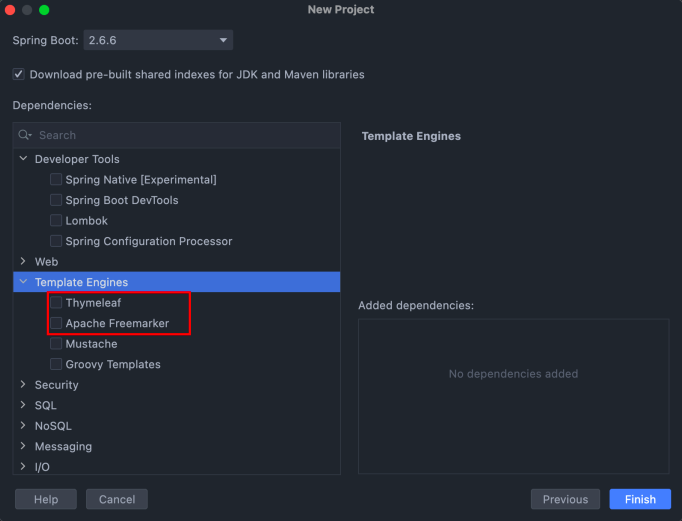 New Project
Spring Boot: 2.6.6
Download pre-built shared indexes for JDK and Maven libraries
Dependencies:
Search
Developer Tools
Spring Native [Experimental]
Spring Boot DevTools
Lombok
Spring Configuration Processor
Web
Template Engines
Thymeleaf
Apache Freemarker
Mustache
Groovy Templates
Security
SQL
NoSQL
Messaging
I/O
Template Engines
Added dependencies:
No dependencies added
Help Cancel Previous Finish